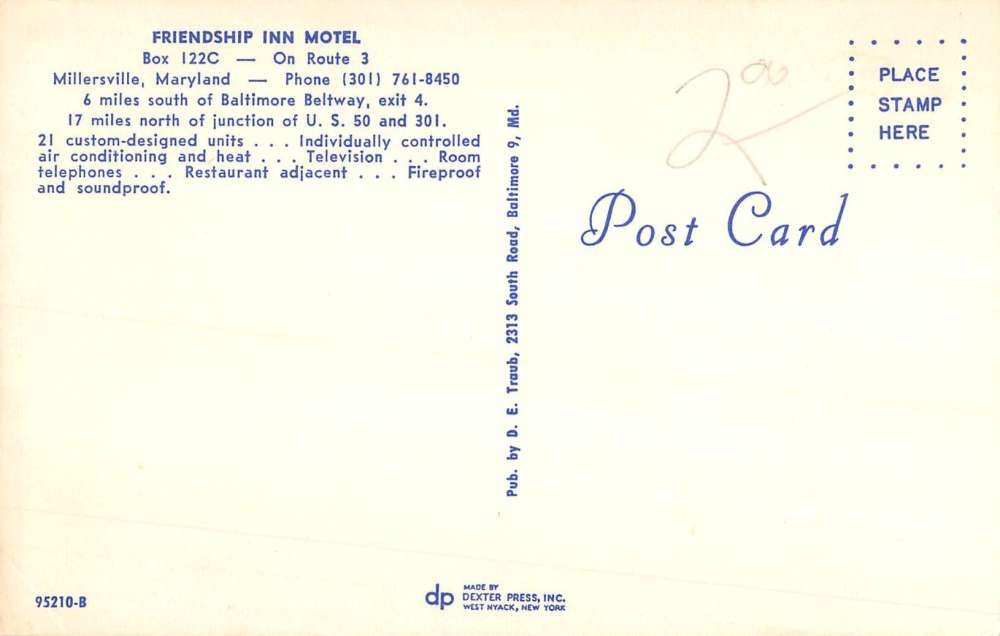 FRIENDSHIP INN MOTEL
Box 122C — On Route 3
Millersville, Maryland — Phone (301) 761-8450
6 miles south of Baltimore Beltway, exit 4.
17 miles north of junction of U. S. 50 and 301.
21 custom-designed units . . . Individually controlled
air conditioning and heat . . . Television . . . Room
telephones . . . Restaurant adjacent . . . Fireproof
and soundproof.
Pub. by D. E. Traub, 2313 South Road, Baltimore 9, Md.
2 00
PLACE
STAMP
HERE
Post Card
95210-B
dp
MADE BY
DEXTER PRESS, INC.
WEST NYACK, NEW YORK